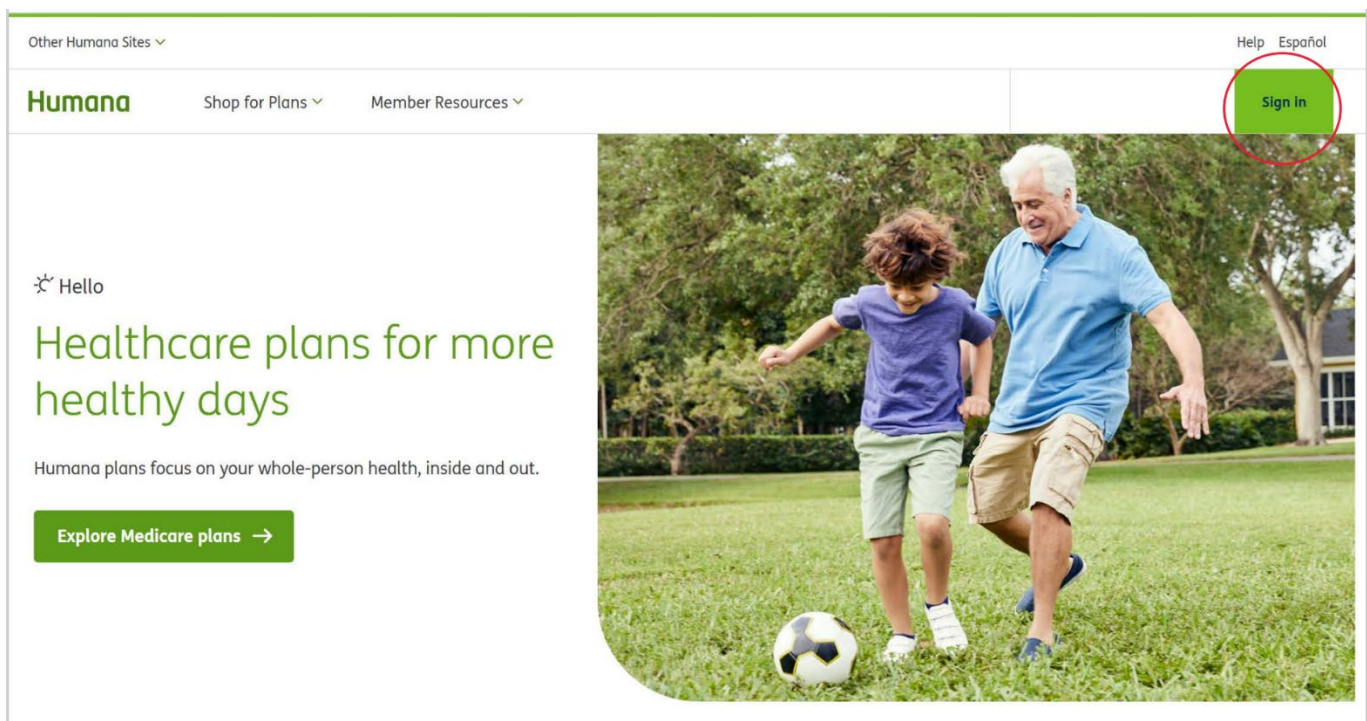 Other Humana Sites
Help Español
Humana Shop for Plans Member Resources Sign in
Hello
Healthcare plans for more
healthy days
Humana plans focus on your whole-person health, inside and out.
Explore Medicare plans →